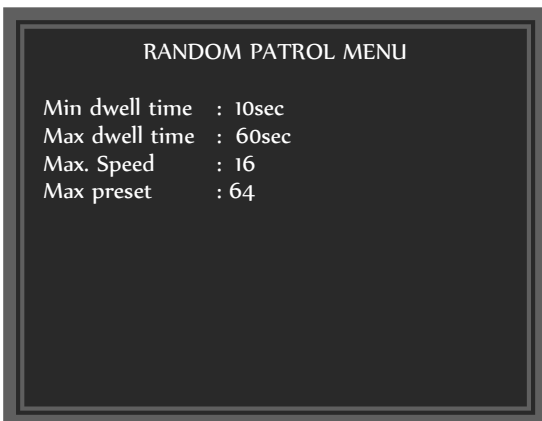 RANDOM PATROL MENU
Min dwell time : 10sec
Max dwell time : 60sec
Max. Speed : 16
Max preset : 64